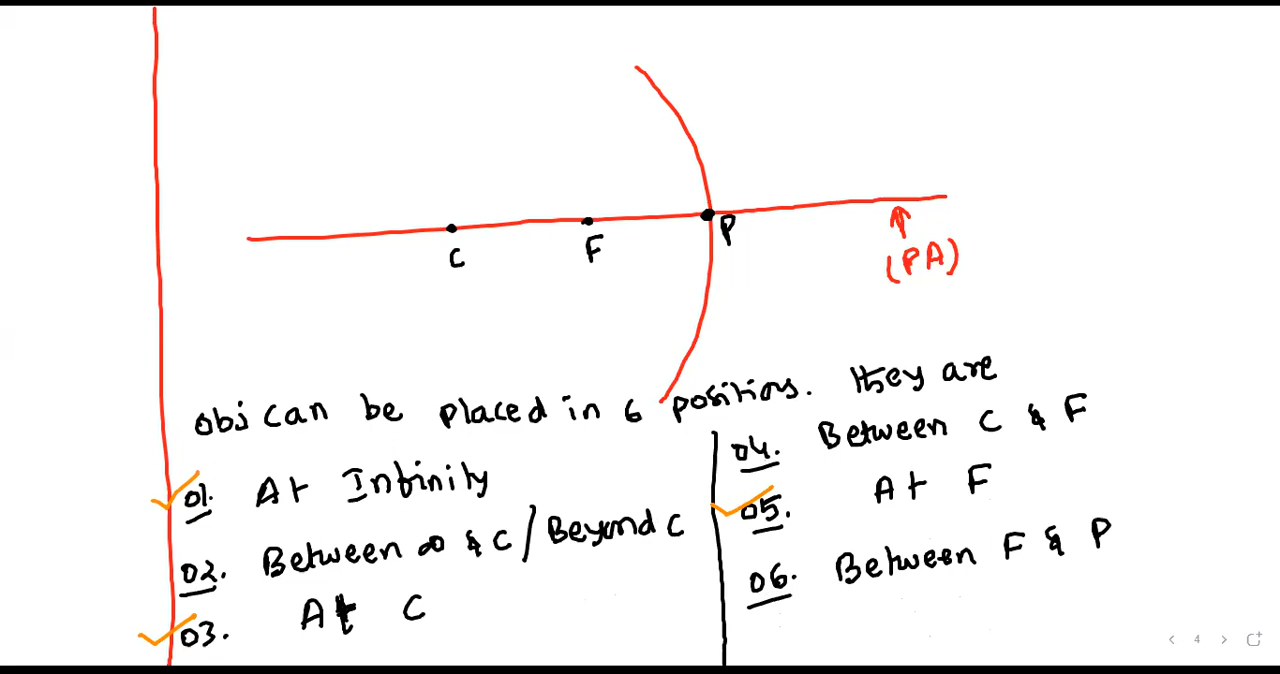 C
F
P
(PA)
Obj can be placed in 6 positions. They are
01. At Infinity
02. Between ∞ & C / Beyond C
03. At C
04. Between C & F
05. At F
06. Between F & P
4